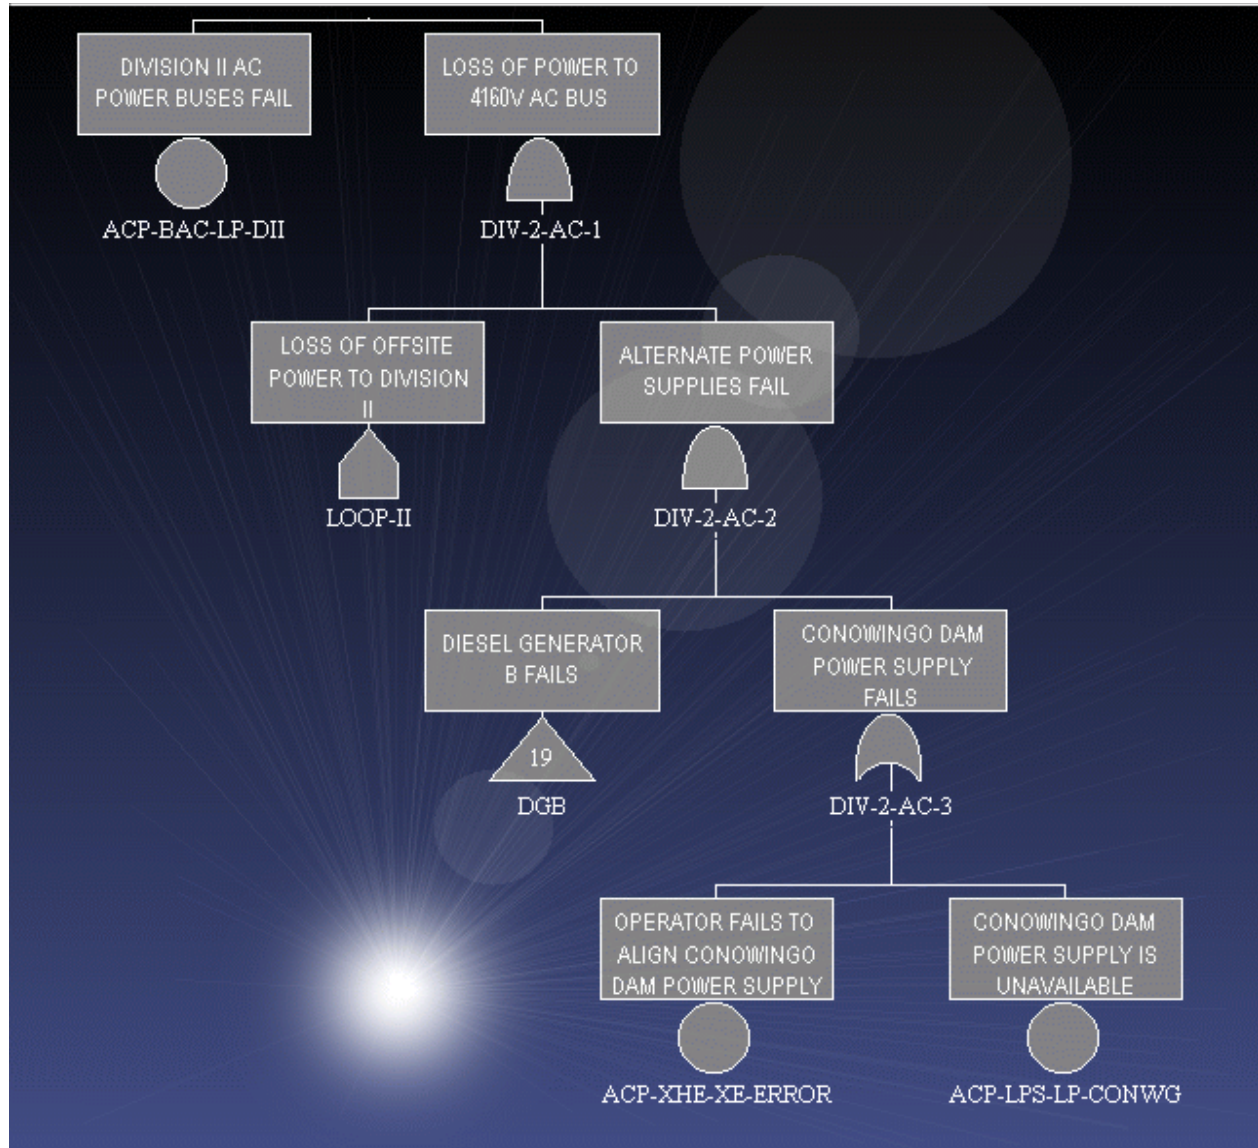 DIVISION II AC
POWER BUSES FAIL
ACP-BAC-LP-DII
LOSS OF POWER TO
4160V AC BUS
DIV-2-AC-1
LOSS OF OFFSITE
POWER TO DIVISION
II
LOOP-II
ALTERNATE POWER
SUPPLIES FAIL
DIV-2-AC-2
DIESEL GENERATOR
B FAILS
19
DGB
CONOWINGO DAM
POWER SUPPLY
FAILS
DIV-2-AC-3
OPERATOR FAILS TO
ALIGN CONOWINGO
DAM POWER SUPPLY
ACP-XHE-XE-ERROR
CONOWINGO DAM
POWER SUPPLY IS
UNAVAILABLE
ACP-LPS-LP-CONWG